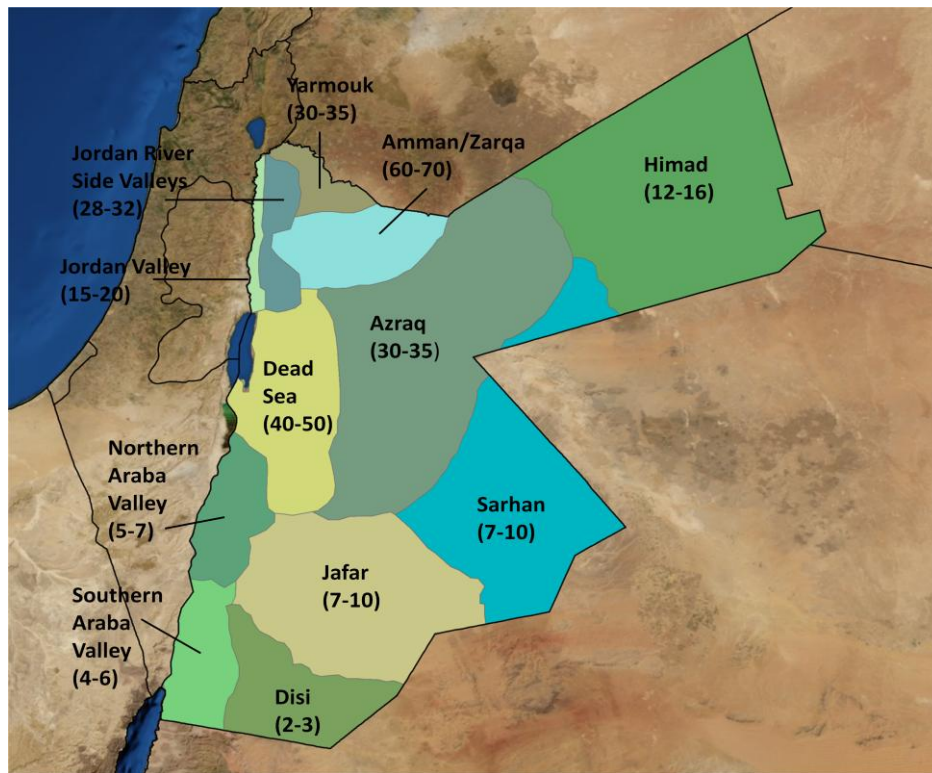 Yarmouk
(30-35)
Amman/Zarqa
(60-70)
Himad
(12-16)
Jordan River
Side Valleys
(28-32)
Jordan Valley
(15-20)
Azraq
(30-35)
Dead
Sea
(40-50)
Northern
Araba
Valley
(5-7)
Sarhan
(7-10)
Jafar
(7-10)
Southern
Araba
Valley
(4-6)
Disi
(2-3)